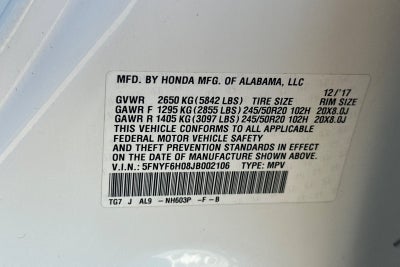 MFD. BY HONDA MFG. OF ALABAMA, LLC
12/'17
GVWR 2650 KG (5842 LBS) TIRE SIZE RIM SIZE
GAWR F 1295 KG (2855 LBS) 245/50R20 102H 20X8.0J
GAWR R 1405 KG (3097 LBS) 245/50R20 102H 20X8.0J
THIS VEHICLE CONFORMS TO ALL APPLICABLE
FEDERAL MOTOR VEHICLE SAFETY
AND THEFT PREVENTION STANDARDS IN EFFECT
ON THE DATE OF MANUFACTURE SHOWN ABOVE.
V.I.N.: 5FNYF6H08JB002106 TYPE: MPV
TG7 J AL9 -NH603P -F-B